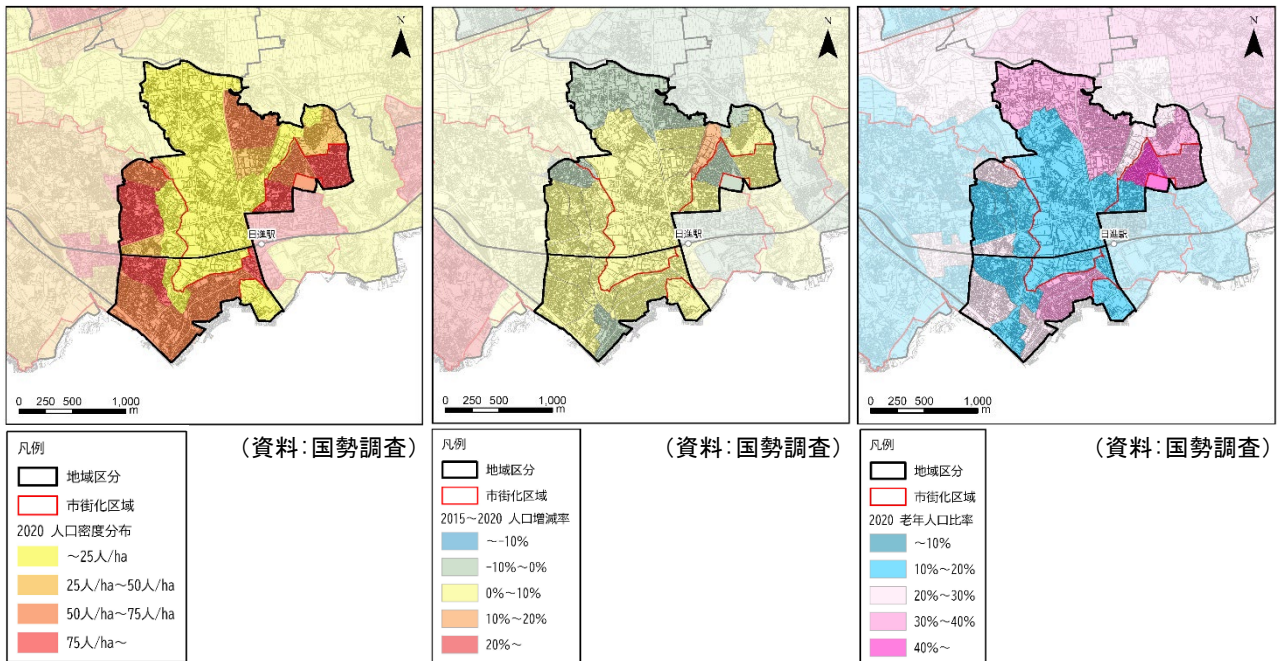 N
日進駅
0 250 500 1,000
m
(資料:国勢調査)
凡例
地域区分
市街化区域
2020 人口密度分布
~25人/ha
25人/ha~50人/ha
50人/ha~75人/ha
75人/ha~
N
日進駅
0 250 500 1,000
m
(資料:国勢調査)
凡例
地域区分
市街化区域
2015~2020 人口増減率
~-10%
-10%~0%
0%~10%
10%~20%
20%~
N
日進駅
0 250 500 1,000
m
(資料:国勢調査)
凡例
地域区分
市街化区域
2020 老年人口比率
~10%
10%~20%
20%~30%
30%~40%
40%~